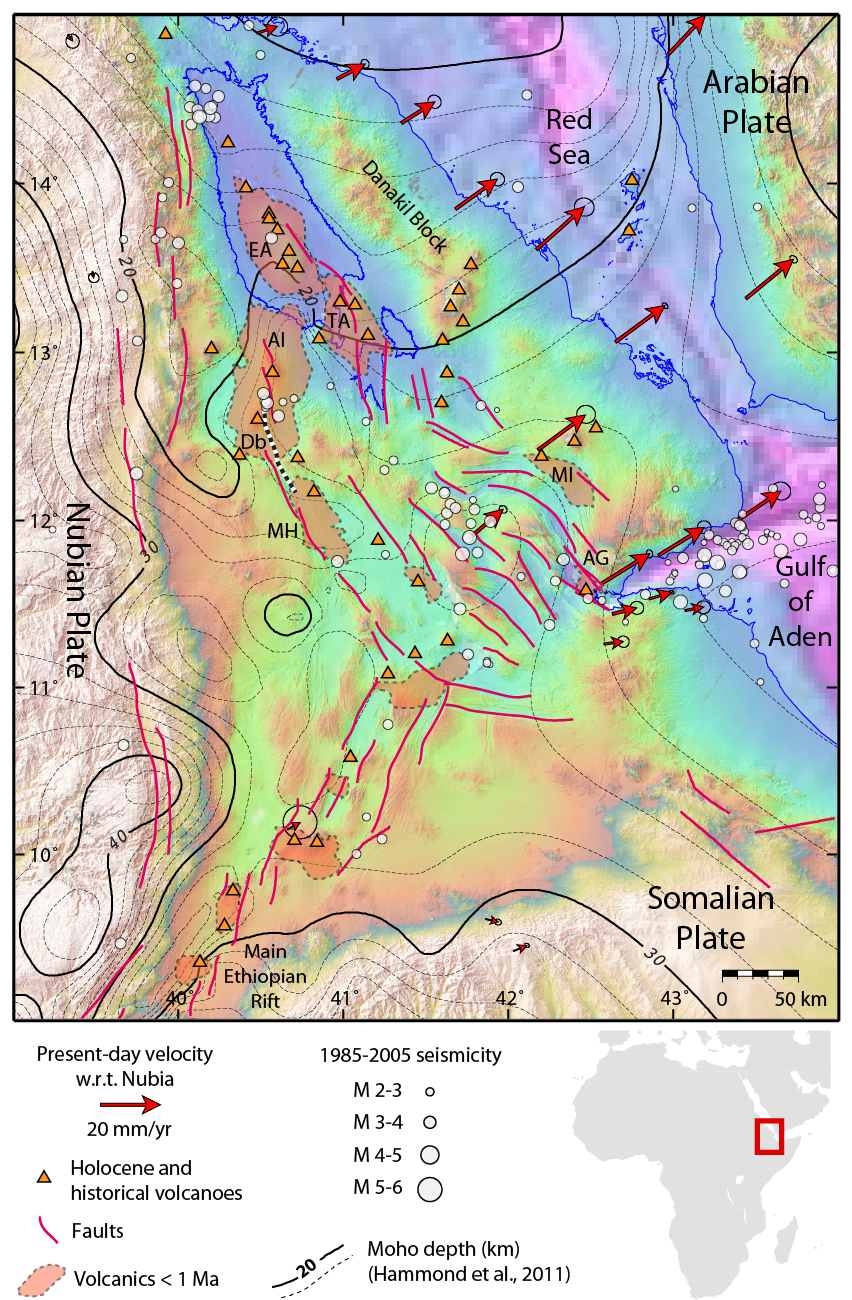 Arabian
Plate
Red
Sea
Danakil Block
14°
20
EA
20
TA
13°
AI
Db
MI
12°
MH
AG
Nubian Plate
30
Gulf
of
Aden
11°
40
10°
Somalian
Plate
30
Main
Ethiopian
Rift
40°
41°
42°
43°
0
50 km
Present-day velocity
w.r.t. Nubia
20 mm/yr
Holocene and
historical volcanoes
Faults
Volcanics < 1 Ma
1985-2005 seismicity
M 2-3
M 3-4
M 4-5
M 5-6
20
Moho depth (km)
(Hammond et al., 2011)